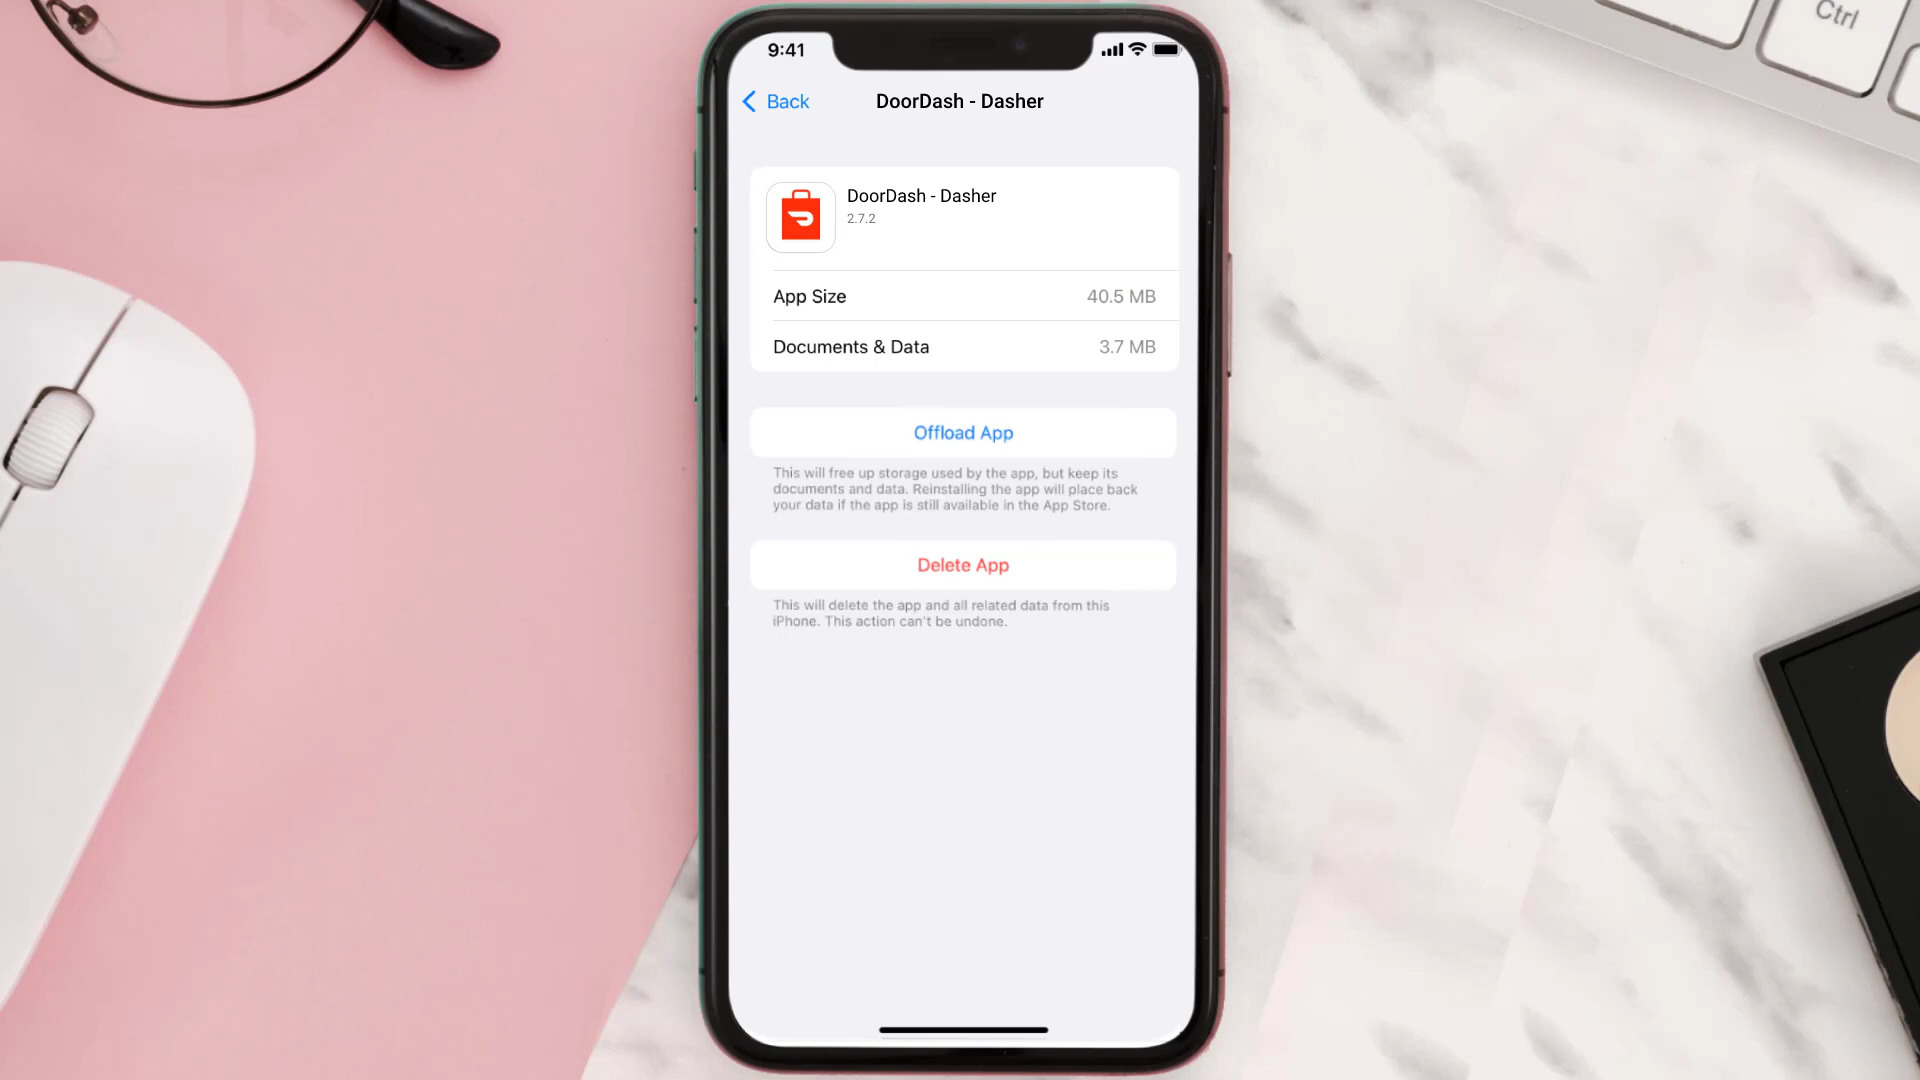 Ctrl
9:41
Back
DoorDash - Dasher
DoorDash - Dasher
2.7.2
App Size 40.5 MB
Documents & Data 3.7 MB
Offload App
This will free up storage used by the app, but keep its
documents and data. Reinstalling the app will place back
your data if the app is still available in the App Store.
Delete App
This will delete the app and all related data from this
iPhone. This action can't be undone.